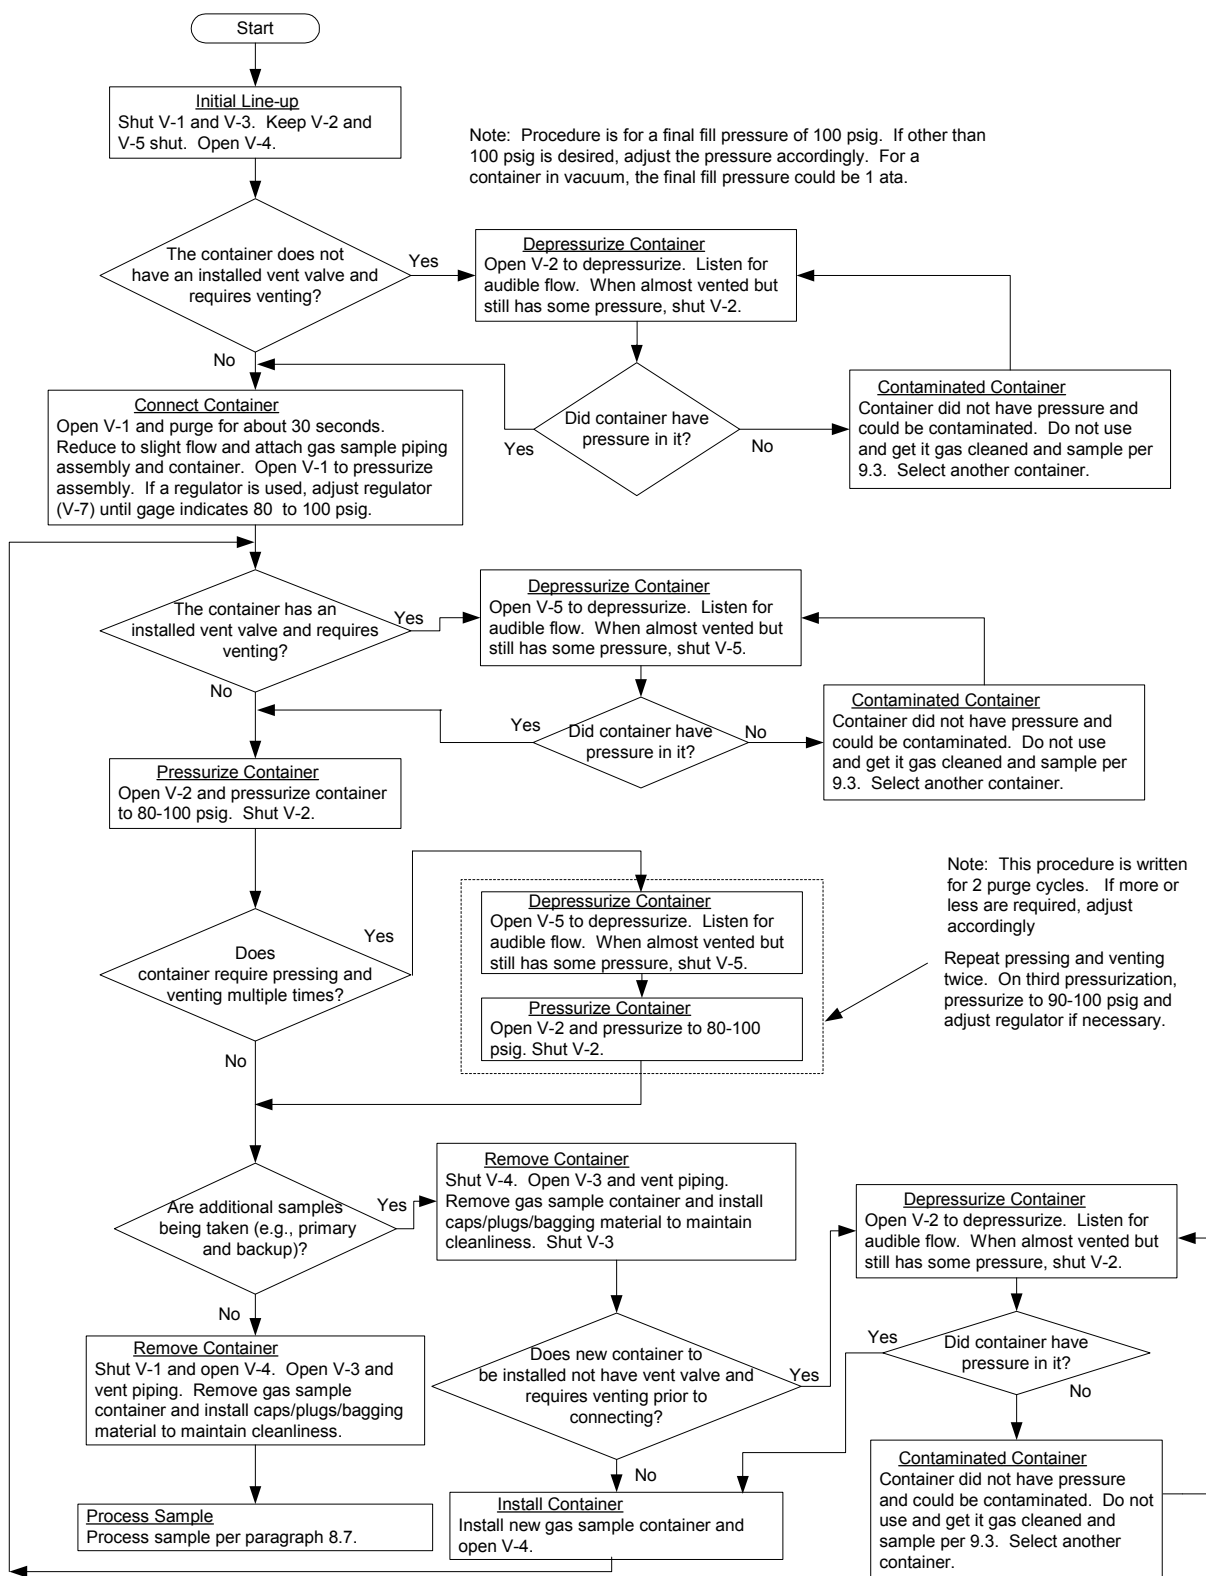 Start
Initial Line-up
Shut V-1 and V-3.  Keep V-2 and
V-5 shut.  Open V-4.
Note:  Procedure is for a final fill pressure of 100 psig.  If other than
100 psig is desired, adjust the pressure accordingly.  For a
container in vacuum, the final fill pressure could be 1 ata.
The container does not
have an installed vent valve and
requires venting?
Yes
No
Depressurize Container
Open V-2 to depressurize.  Listen for
audible flow.  When almost vented but
still has some pressure, shut V-2.
Did container have
pressure in it?
Yes
No
Contaminated Container
Container did not have pressure and
could be contaminated.  Do not use
and get it gas cleaned and sample per
9.3.  Select another container.
Connect Container
Open V-1 and purge for about 30 seconds.
Reduce to slight flow and attach gas sample piping
assembly and container.  Open V-1 to pressurize
assembly.  If a regulator is used, adjust regulator
(V-7) until gage indicates 80  to 100 psig.
The container has an
installed vent valve and requires
venting?
Yes
No
Depressurize Container
Open V-5 to depressurize.  Listen for
audible flow.  When almost vented but
still has some pressure, shut V-5.
Did container have
pressure in it?
Yes
No
Contaminated Container
Container did not have pressure and
could be contaminated.  Do not use
and get it gas cleaned and sample per
9.3.  Select another container.
Pressurize Container
Open V-2 and pressurize container
to 80-100 psig.  Shut V-2.
Does
container require pressing and
venting multiple times?
Yes
No
Depressurize Container
Open V-5 to depressurize.  Listen for
audible flow.  When almost vented but
still has some pressure, shut V-5.
Pressurize Container
Open V-2 and pressurize to 80-100
psig. Shut V-2.
Note:  This procedure is written
for 2 purge cycles.   If more or
less are required, adjust
accordingly
Repeat pressing and venting
twice.  On third pressurization,
pressurize to 90-100 psig and
adjust regulator if necessary.
Are additional samples
being taken (e.g., primary
and backup)?
Yes
No
Remove Container
Shut V-4.  Open V-3 and vent piping.
Remove gas sample container and install
caps/plugs/bagging material to maintain
cleanliness.  Shut V-3
Remove Container
Shut V-1 and open V-4.  Open V-3 and
vent piping.  Remove gas sample
container and install caps/plugs/bagging
material to maintain cleanliness.
Process Sample
Process sample per paragraph 8.7.
Does new container to
be installed not have vent valve and
requires venting prior to
connecting?
Yes
No
Install Container
Install new gas sample container and
open V-4.
Depressurize Container
Open V-2 to depressurize.  Listen for
audible flow.  When almost vented but
still has some pressure, shut V-2.
Did container have
pressure in it?
Yes
No
Contaminated Container
Container did not have pressure
and could be contaminated.  Do not
use and get it gas cleaned and
sample per 9.3.  Select another
container.